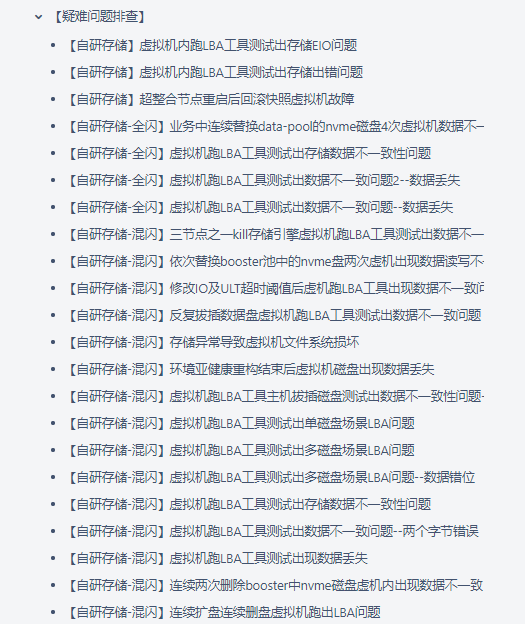 【疑难问题排查】
【自研存储】虚拟机内跑LBA工具测试出存储EIO问题
【自研存储】虚拟机内跑LBA工具测试出存储出错问题
【自研存储】超整合节点重启后回滚快照虚拟机故障
【自研存储-全闪】业务中连续替换data-pool的nvme磁盘4次虚拟机数据不一
【自研存储-全闪】虚拟机跑LBA工具测试出存储数据不一致性问题
【自研存储-全闪】虚拟机跑LBA工具测试出数据不一致问题2--数据丢失
【自研存储-全闪】虚拟机跑LBA工具测试出数据不一致问题--数据丢失
【自研存储-混闪】三节点之一kill存储引擎虚拟机跑LBA工具测试出数据不一
【自研存储-混闪】依次替换booster池中的nvme盘两次虚机出现数据读写不
【自研存储-混闪】修改IO及ULT超时阈值后虚机跑LBA工具出现数据不一致问
【自研存储-混闪】反复拔插数据盘虚拟机跑LBA工具测试出数据不一致问题
【自研存储-混闪】存储异常导致虚拟机文件系统损坏
【自研存储-混闪】环境亚健康重构结束后虚拟机磁盘出现数据丢失
【自研存储-混闪】虚拟机跑LBA工具主机拔插磁盘测试出数据不一致性问题-
【自研存储-混闪】虚拟机跑LBA工具测试出单磁盘场景LBA问题
【自研存储-混闪】虚拟机跑LBA工具测试出多磁盘场景LBA问题
【自研存储-混闪】虚拟机跑LBA工具测试出多磁盘场景LBA问题--数据错位
【自研存储-混闪】虚拟机跑LBA工具测试出存储数据不一致性问题
【自研存储-混闪】虚拟机跑LBA工具测试出数据不一致问题--两个字节错误
【自研存储-混闪】虚拟机跑LBA工具测试出现数据丢失
【自研存储-混闪】连续两次删除booster中nvme磁盘虚机内出现数据不一致
【自研存储-混闪】连续扩盘连续删盘虚拟机跑出LBA问题